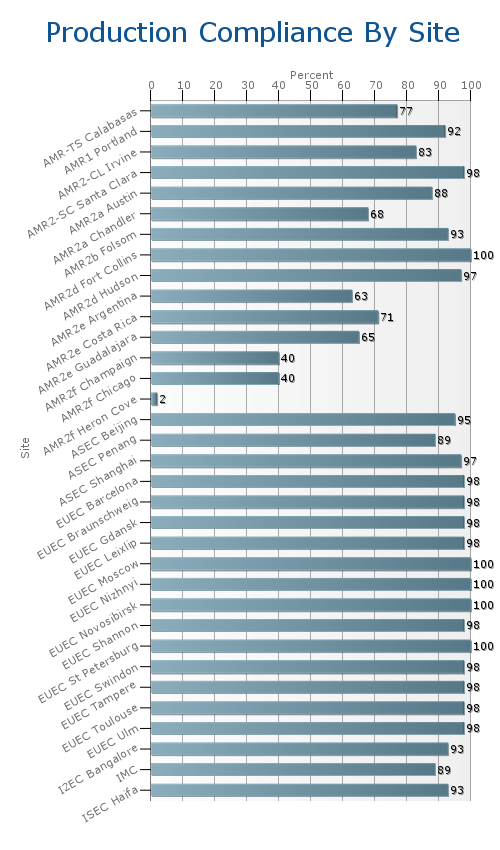 Production Compliance By Site
Percent
0 10 20 30 40 50 60 70 80 90 100
Site
AMR-TS Calabasas 77
AMR1 Portland 92
AMR2-CL Irvine 83
AMR2-SC Santa Clara 98
AMR2a Austin 88
AMR2a Chandler 68
AMR2b Folsom 93
AMR2d Fort Collins 100
AMR2d Hudson 97
AMR2e Argentina 63
AMR2e Costa Rica 71
AMR2e Guadalajara 65
AMR2f Champaign 40
AMR2f Chicago 40
AMR2f Heron Cove 2
ASEC Beijing 95
ASEC Penang 89
ASEC Shanghai 97
EUEC Barcelona 98
EUEC Braunschweig 98
EUEC Gdansk 98
EUEC Leixlip 98
EUEC Moscow 100
EUEC Nizhnyi 100
EUEC Novosibirsk 100
EUEC Shannon 98
EUEC St Petersburg 100
EUEC Swindon 98
EUEC Tampere 98
EUEC Toulouse 98
EUEC Ulm 98
I2EC Bangalore 93
IMC 89
ISEC Haifa 93